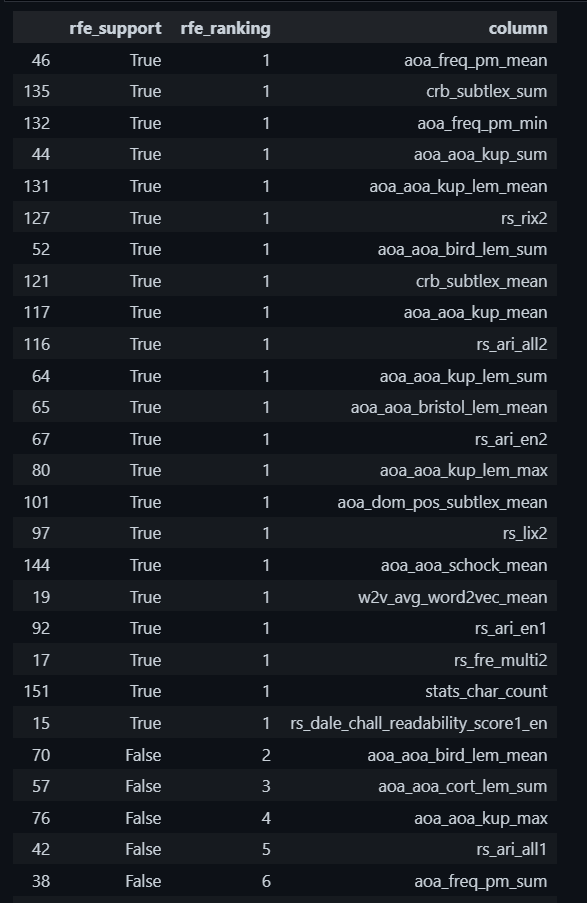 rfe_support rfe_ranking column
46 True 1 aoa_freq_pm_mean
135 True 1 crb_subtlex_sum
132 True 1 aoa_freq_pm_min
44 True 1 aoa_aoa_kup_sum
131 True 1 aoa_aoa_kup_lem_mean
127 True 1 rs_rix2
52 True 1 aoa_aoa_bird_lem_sum
121 True 1 crb_subtlex_mean
117 True 1 aoa_aoa_kup_mean
116 True 1 rs_ari_all2
64 True 1 aoa_aoa_kup_lem_sum
65 True 1 aoa_aoa_bristol_lem_mean
67 True 1 rs_ari_en2
80 True 1 aoa_aoa_kup_lem_max
101 True 1 aoa_dom_pos_subtlex_mean
97 True 1 rs_lix2
144 True 1 aoa_aoa_schock_mean
19 True 1 w2v_avg_word2vec_mean
92 True 1 rs_ari_en1
17 True 1 rs_fre_multi2
151 True 1 stats_char_count
15 True 1 rs_dale_chall_readability_score1_en
70 False 2 aoa_aoa_bird_lem_mean
57 False 3 aoa_aoa_cort_lem_sum
76 False 4 aoa_aoa_kup_max
42 False 5 rs_ari_all1
38 False 6 aoa_freq_pm_sum